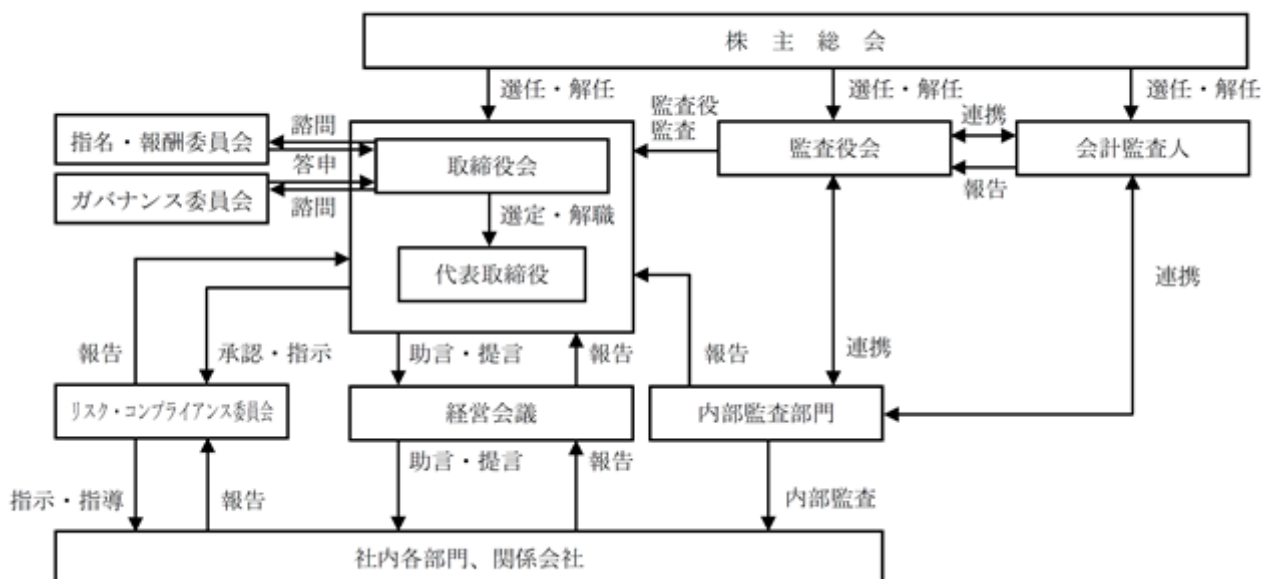 株主総会
選任・解任
選任・解任
選任・解任
監査役
監査
連携
諮問
指名・報酬委員会
取締役会
監査役会
会計監査人
答申
報告
ガバナンス委員会
諮問
選定・解職
代表取締役
連携
報告
承認・指示
助言・提言
報告
報告
連携
リスク・コンプライアンス委員会
経営会議
内部監査部門
助言・提言
報告
指示・指導
報告
内部監査
社内各部門、関係会社